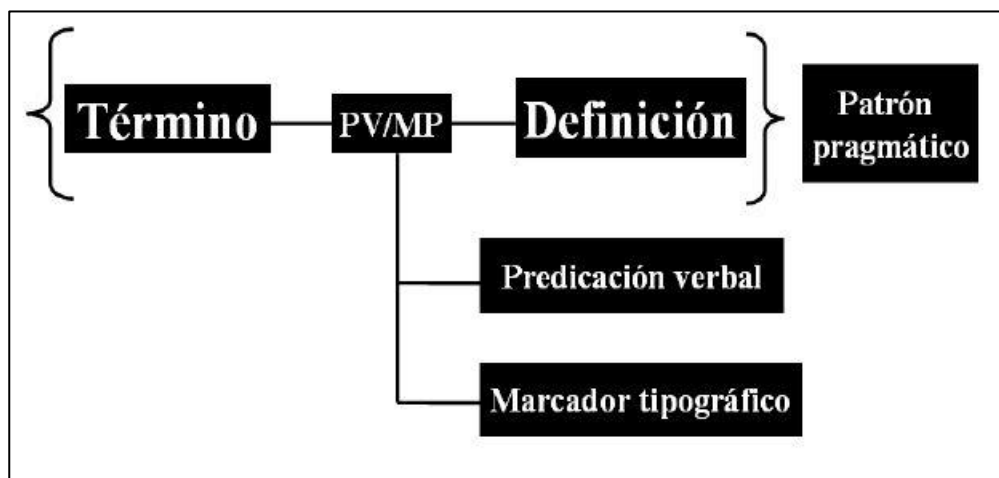 Término
PV/MP
Definición
Patrón
pragmático
Predicación verbal
Marcador tipográfico